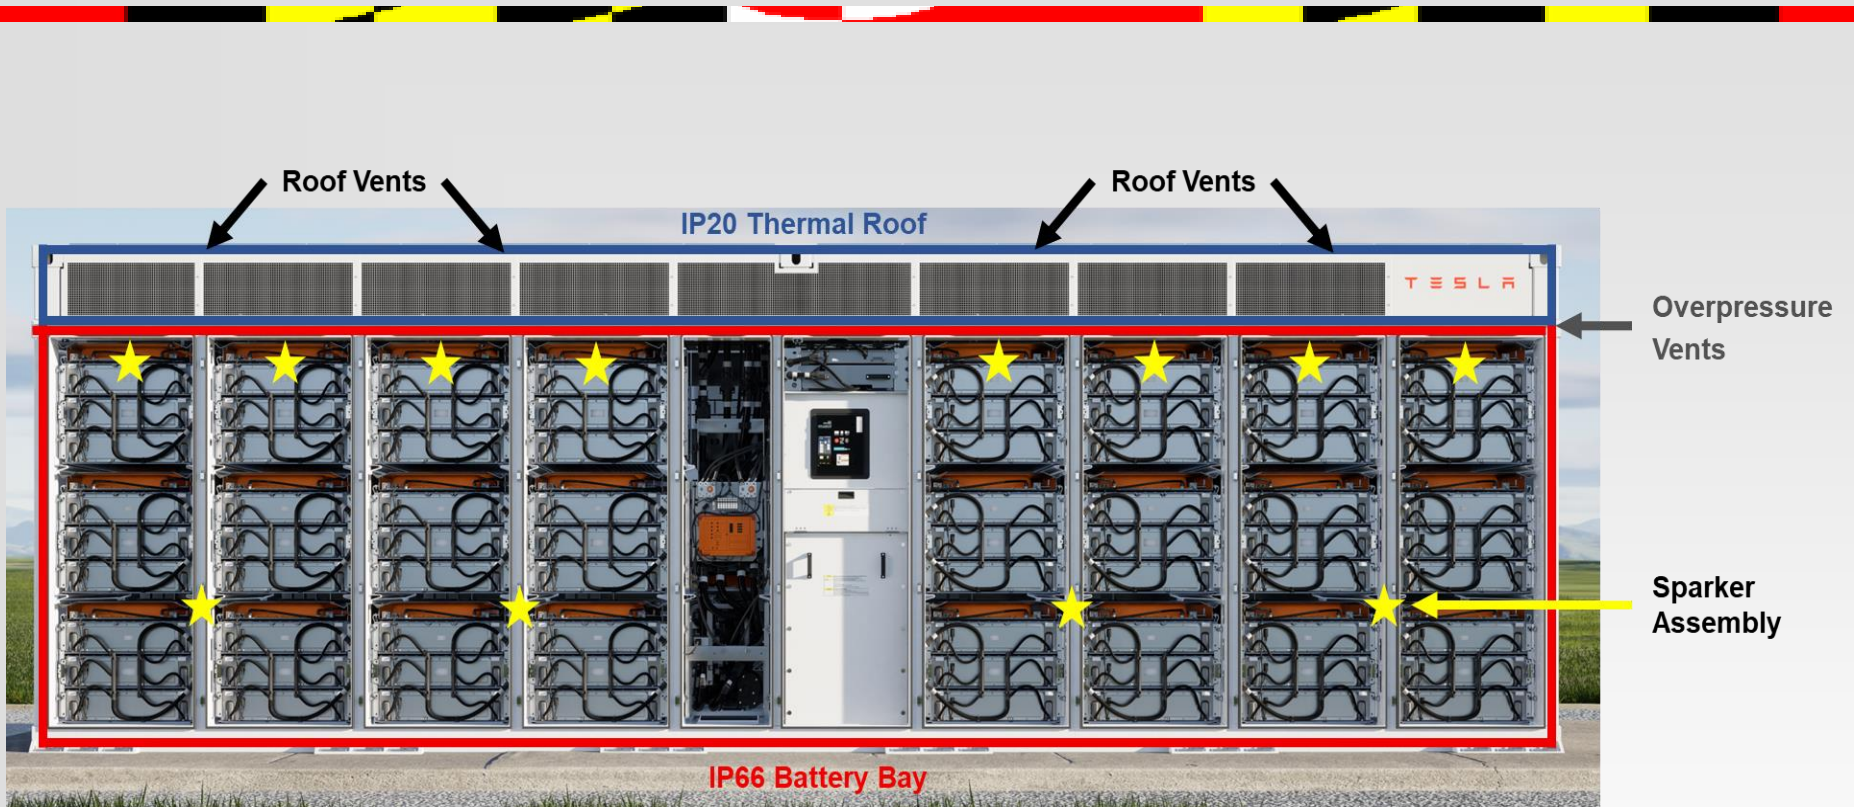 Roof Vents
Roof Vents
IP20 Thermal Roof
TESLA
Overpressure
Vents
Sparker
Assembly
IP66 Battery Bay